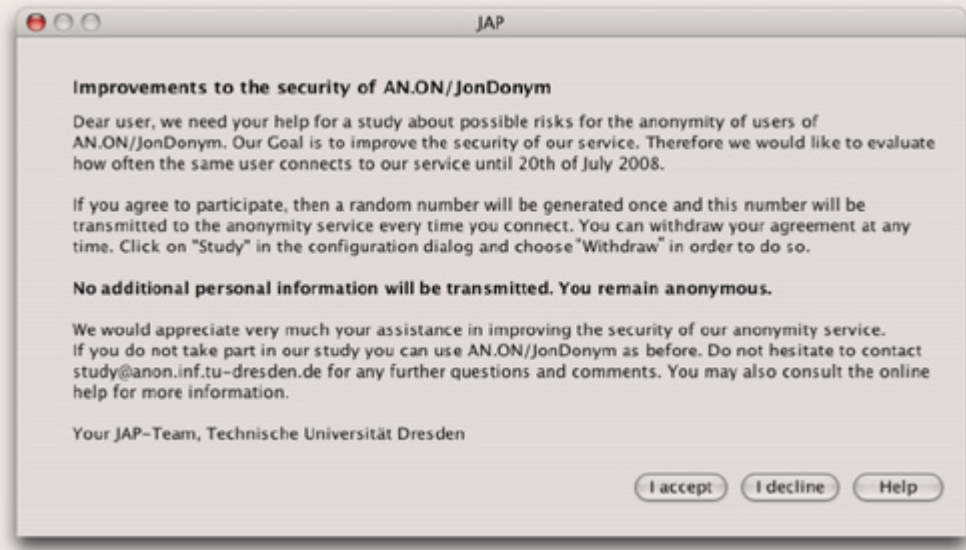 JAP
Improvements to the security of AN.ON/JonDonym
Dear user, we need your help for a study about possible risks for the anonymity of users of
AN.ON/JonDonym. Our Goal is to improve the security of our service. Therefore we would like to evaluate
how often the same user connects to our service until 20th of July 2008.
If you agree to participate, then a random number will be generated once and this number will be
transmitted to the anonymity service every time you connect. You can withdraw your agreement at any
time. Click on "Study" in the configuration dialog and choose "Withdraw" in order to do so.
No additional personal information will be transmitted. You remain anonymous.
We would appreciate very much your assistance in improving the security of our anonymity service.
If you do not take part in our study you can use AN.ON/JonDonym as before. Do not hesitate to contact
study@anon.inf.tu-dresden.de for any further questions and comments. You may also consult the online
help for more information.
Your JAP-Team, Technische Universität Dresden
I accept I decline Help